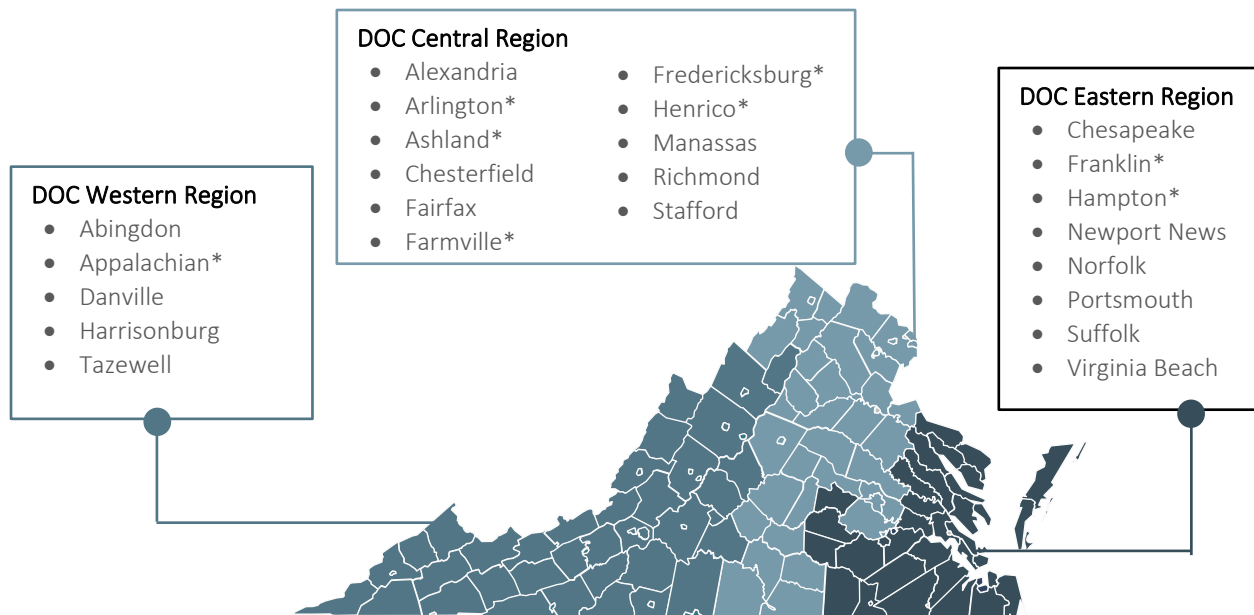 DOC Central Region
Alexandria
Arlington*
Ashland*
Chesterfield
Fairfax
Farmville*
Fredericksburg*
Henrico*
Manassas
Richmond
Stafford
DOC Eastern Region
Chesapeake
Franklin*
Hampton*
Newport News
Norfolk
Portsmouth
Suffolk
Virginia Beach
DOC Western Region
Abingdon
Appalachian*
Danville
Harrisonburg
Tazewell